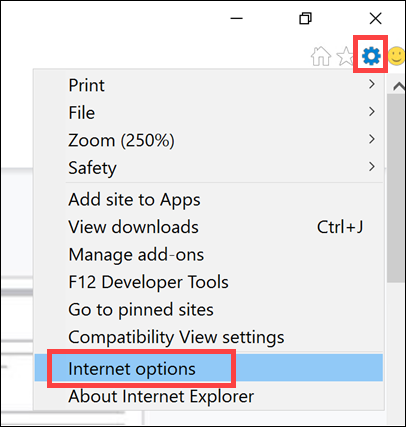 Print
File
Zoom (250%)
Safety
Add site to Apps
View downloads Ctrl+J
Manage add-ons
F12 Developer Tools
Go to pinned sites
Compatibility View settings
Internet options
About Internet Explorer